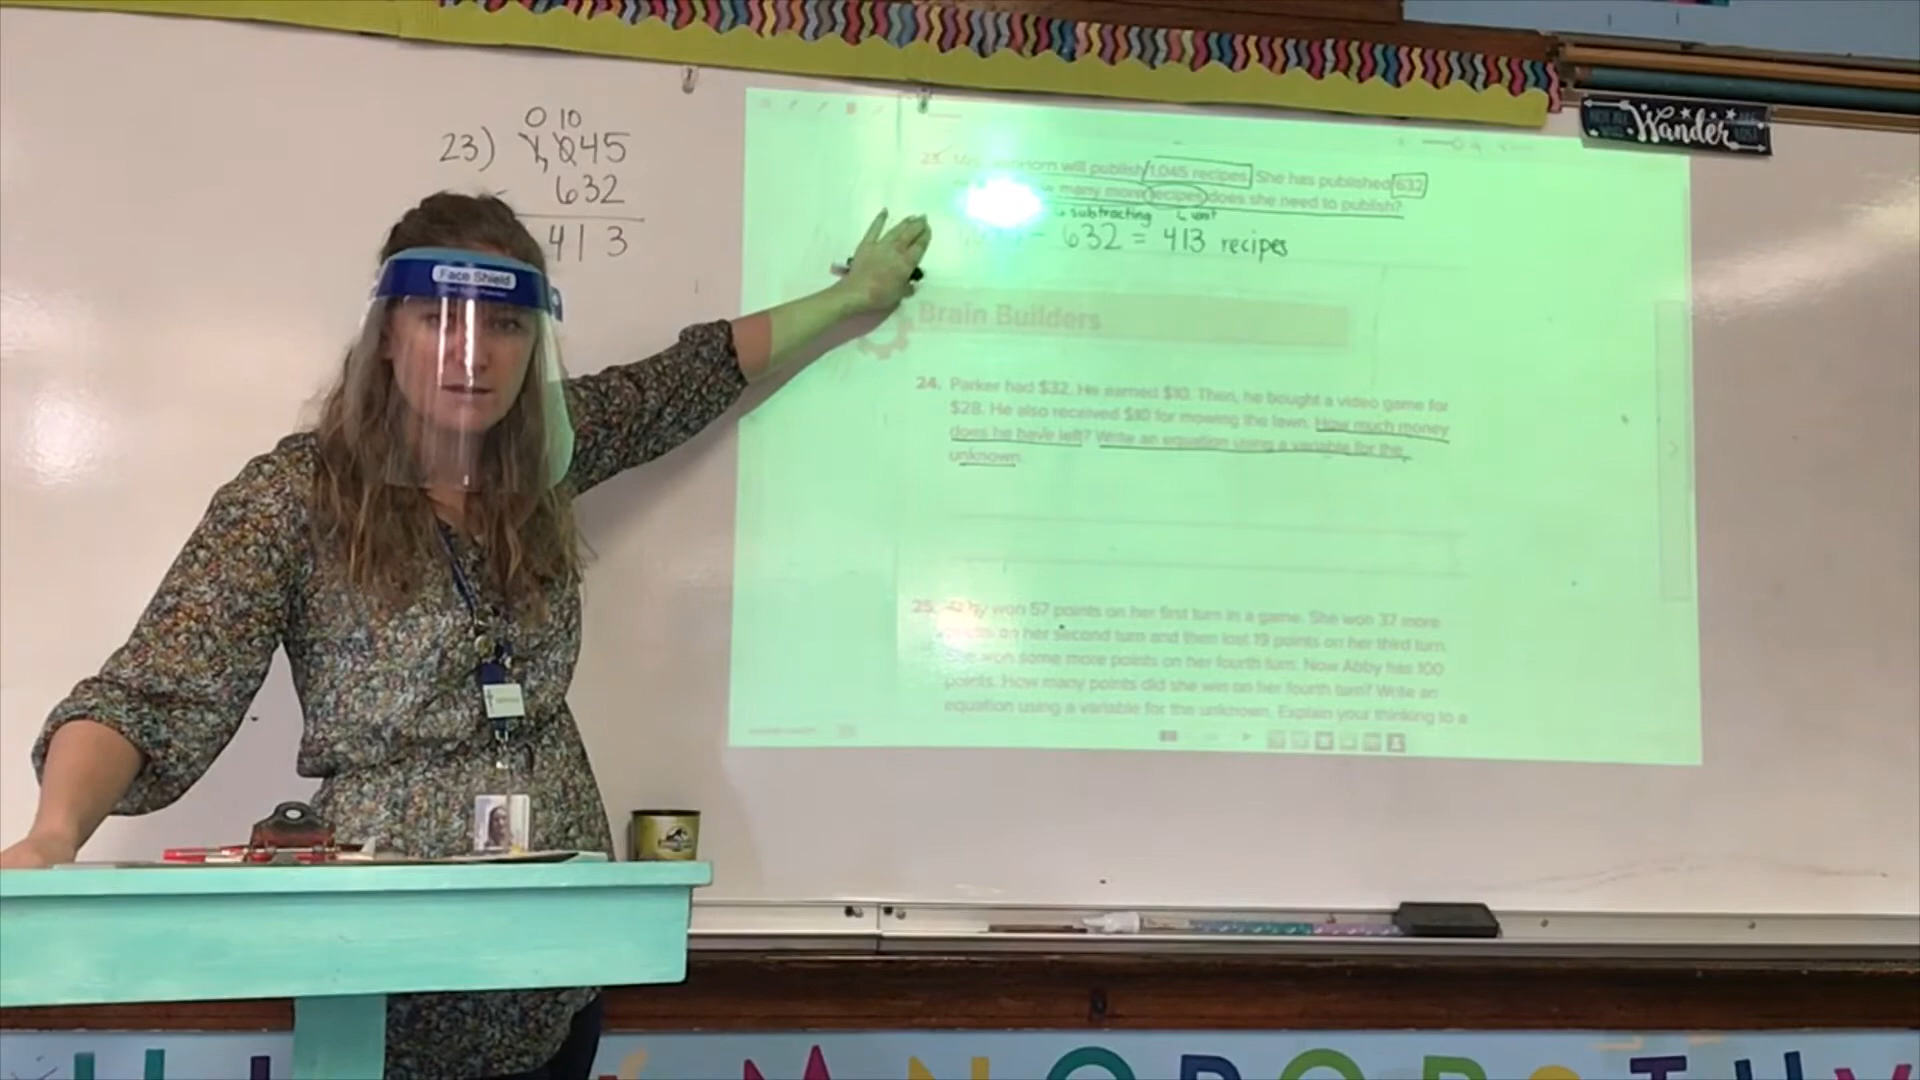 0 10
23) 1,045
- 632
413
will publish 1,045 recipes. She has published 632
many more recipes does she need to publish?
subtracting unit
- 632 = 413 recipes
Brain Builders
24. Parker had $32. He earned $10. Then, he bought a video game for
$28. He also received $10 for mowing the lawn. How much money
does he have left? Write an equation using a variable for the
unknown.
25. won 57 points on her first turn in a game. She won 37 more
on her second turn and then lost 19 points on her third turn.
She won some more points on her fourth turn. Now Abby has 100
points. How many points did she win on her fourth turn? Write an
equation using a variable for the unknown. Explain your thinking to a
Wander
Face Shield